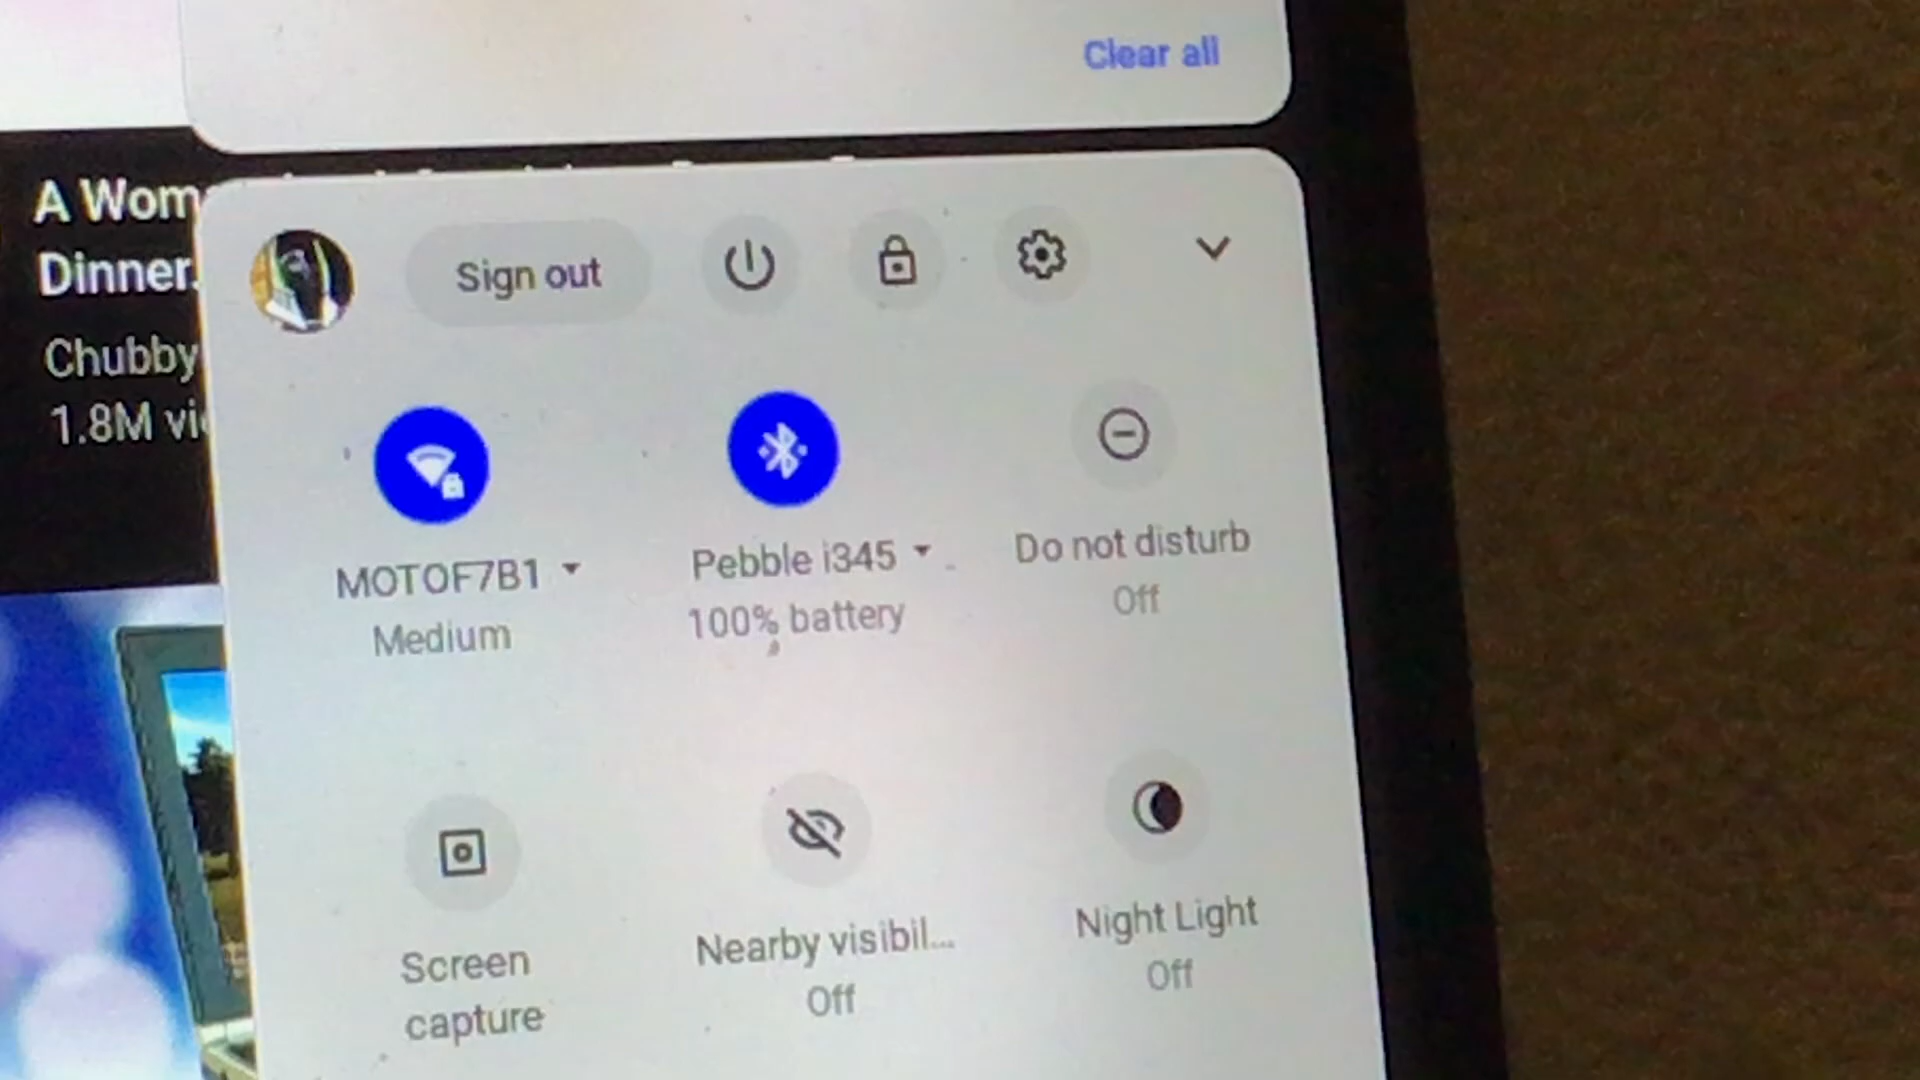 Clear all
A Wom
Dinner.
Chubby
1.8M vi
Sign out
MOTOF7B1
Medium
Pebble i345
100% battery
Do not disturb
Off
Screen
capture
Nearby visibil...
Off
Night Light
Off